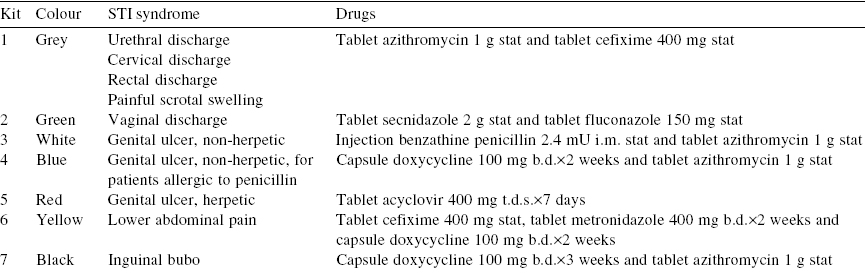 Kit Colour STI syndrome Drugs
1 Grey Urethral discharge Tablet azithromycin 1 g stat and tablet cefixime 400 mg stat
Cervical discharge
Rectal discharge
Painful scrotal swelling
2 Green Vaginal discharge Tablet secnidazole 2 g stat and tablet fluconazole 150 mg stat
3 White Genital ulcer, non-herpetic Injection benzathine penicillin 2.4 mU i.m. stat and tablet azithromycin 1 g stat
4 Blue Genital ulcer, non-herpetic, for Capsule doxycycline 100 mg b.d.×2 weeks and tablet azithromycin 1 g stat
patients allergic to penicillin
5 Red Genital ulcer, herpetic Tablet acyclovir 400 mg t.d.s.×7 days
6 Yellow Lower abdominal pain Tablet cefixime 400 mg stat, tablet metronidazole 400 mg b.d.×2 weeks and
capsule doxycycline 100 mg b.d.×2 weeks
7 Black Inguinal bubo Capsule doxycycline 100 mg b.d.×3 weeks and tablet azithromycin 1 g stat